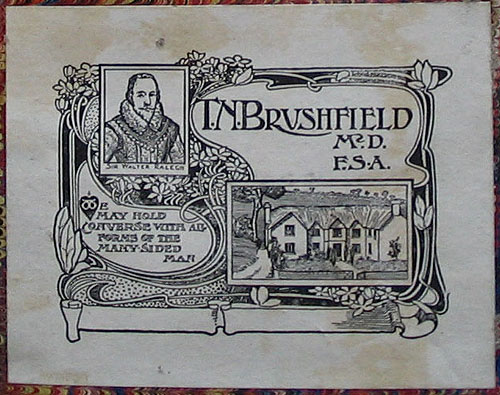 T.N. BRUSHFIELD
M.D.
F.S.A.
SIR WALTER RALEGH
WE
MAY HOLD
CONVERSE WITH ALL
FORMS OF THE
MANY-SIDED
MAN